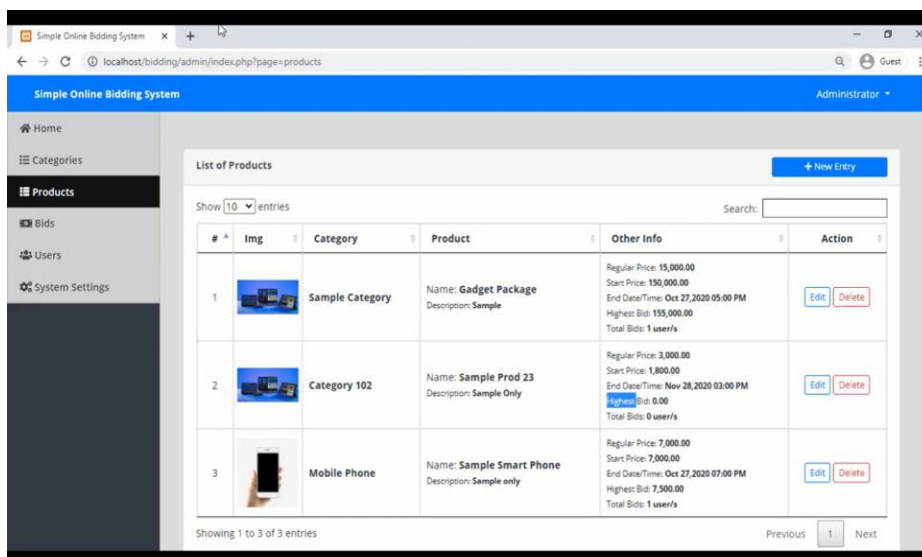 Simple Online Bidding System
localhost/bidding/admin/index.php?page=products
Guest
Simple Online Bidding System
Administrator
Home
Categories
Products
Bids
Users
System Settings
List of Products
+ New Entry
Show 10 entries
Search:
# Img Category Product Other Info Action
1
Sample Category
Name: Gadget Package
Description: Sample
Regular Price: 15,000.00
Start Price: 150,000.00
End Date/Time: Oct 27,2020 05:00 PM
Highest Bid: 155,000.00
Total Bids: 1 user/s
Edit Delete
2
Category 102
Name: Sample Prod 23
Description: Sample Only
Regular Price: 3,000.00
Start Price: 1,800.00
End Date/Time: Nov 28,2020 03:00 PM
Highest Bid: 0.00
Total Bids: 0 user/s
Edit Delete
3
Mobile Phone
Name: Sample Smart Phone
Description: Sample only
Regular Price: 7,000.00
Start Price: 7,000.00
End Date/Time: Oct 27,2020 07:00 PM
Highest Bid: 7,500.00
Total Bids: 1 user/s
Edit Delete
Showing 1 to 3 of 3 entries
Previous 1 Next